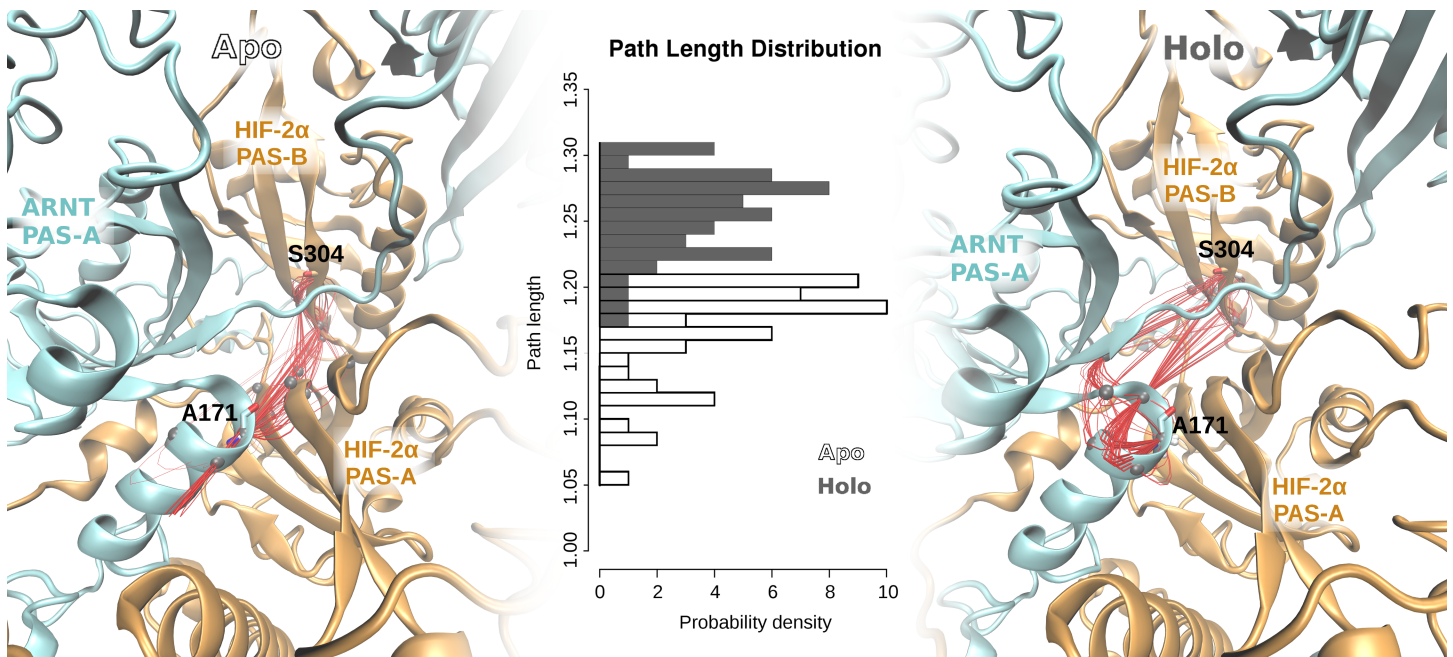 Apo
HIF-2α
PAS-B
ARNT
PAS-A
S304
A171
HIF-2α
PAS-A
Path Length Distribution
Path length
1.35
1.30
1.25
1.20
1.15
1.10
1.05
1.00
Apo
Holo
0 2 4 6 8 10
Probability density
Holo
HIF-2α
PAS-B
ARNT
PAS-A
S304
A171
HIF-2α
PAS-A